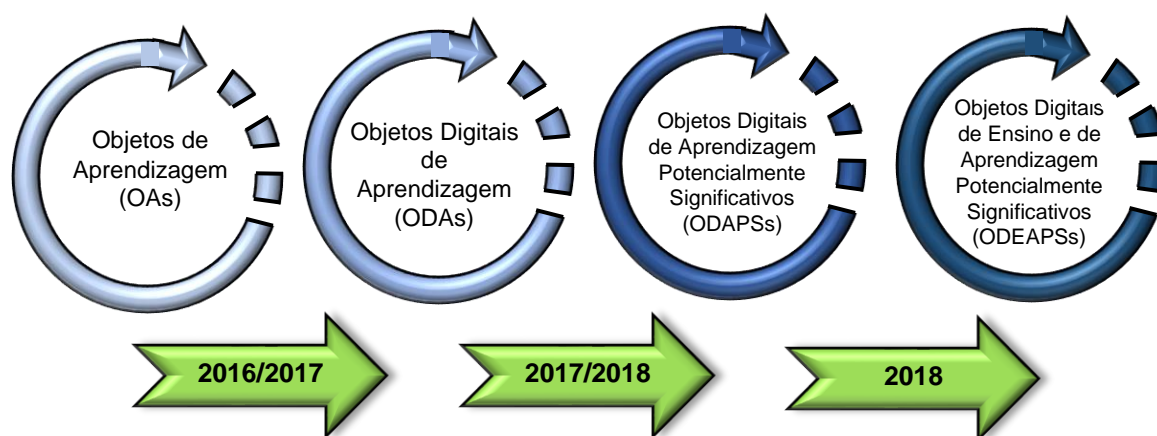 Objetos de
Aprendizagem
(OAs)
Objetos Digitais
de
Aprendizagem
(ODAs)
Objetos Digitais
de Aprendizagem
Potencialmente
Significativos
(ODAPSs)
Objetos Digitais
de Ensino e de
Aprendizagem
Potencialmente
Significativos
(ODEAPSs)
2016/2017
2017/2018
2018